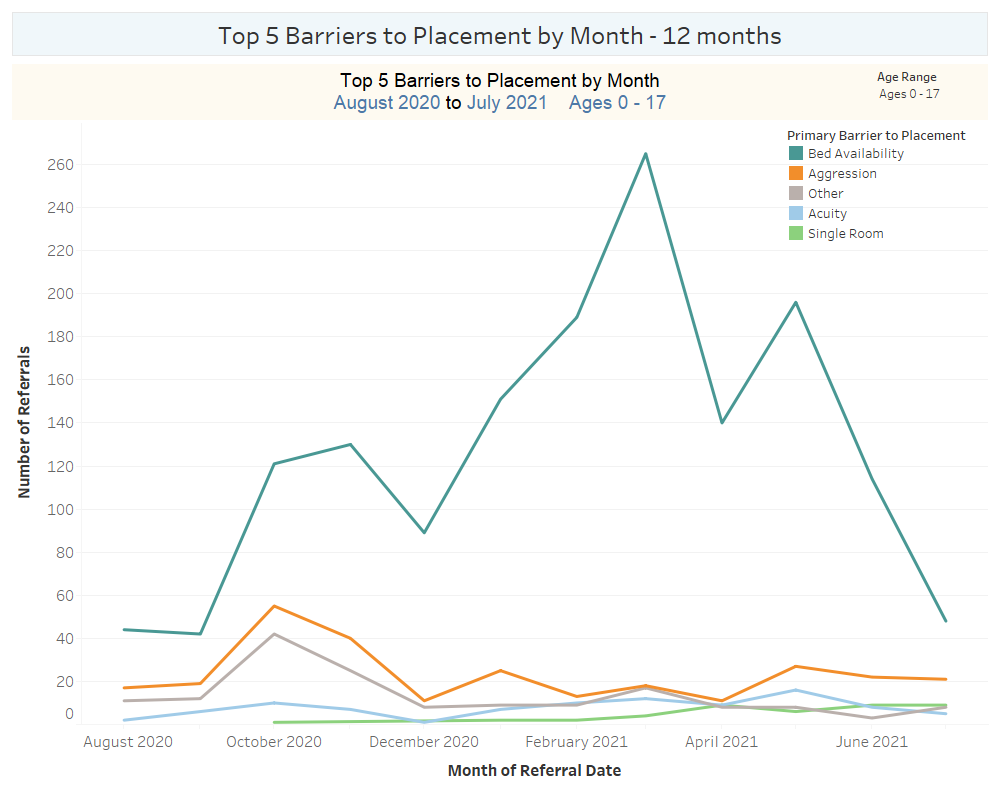 Top 5 Barriers to Placement by Month - 12 months
Top 5 Barriers to Placement by Month
August 2020 to July 2021 Ages 0 - 17
Age Range
Ages 0 - 17
Primary Barrier to Placement
Bed Availability
Aggression
Other
Acuity
Single Room
Number of Referrals
260
240
220
200
180
160
140
120
100
80
60
40
20
0
August 2020 October 2020 December 2020 February 2021 April 2021 June 2021
Month of Referral Date